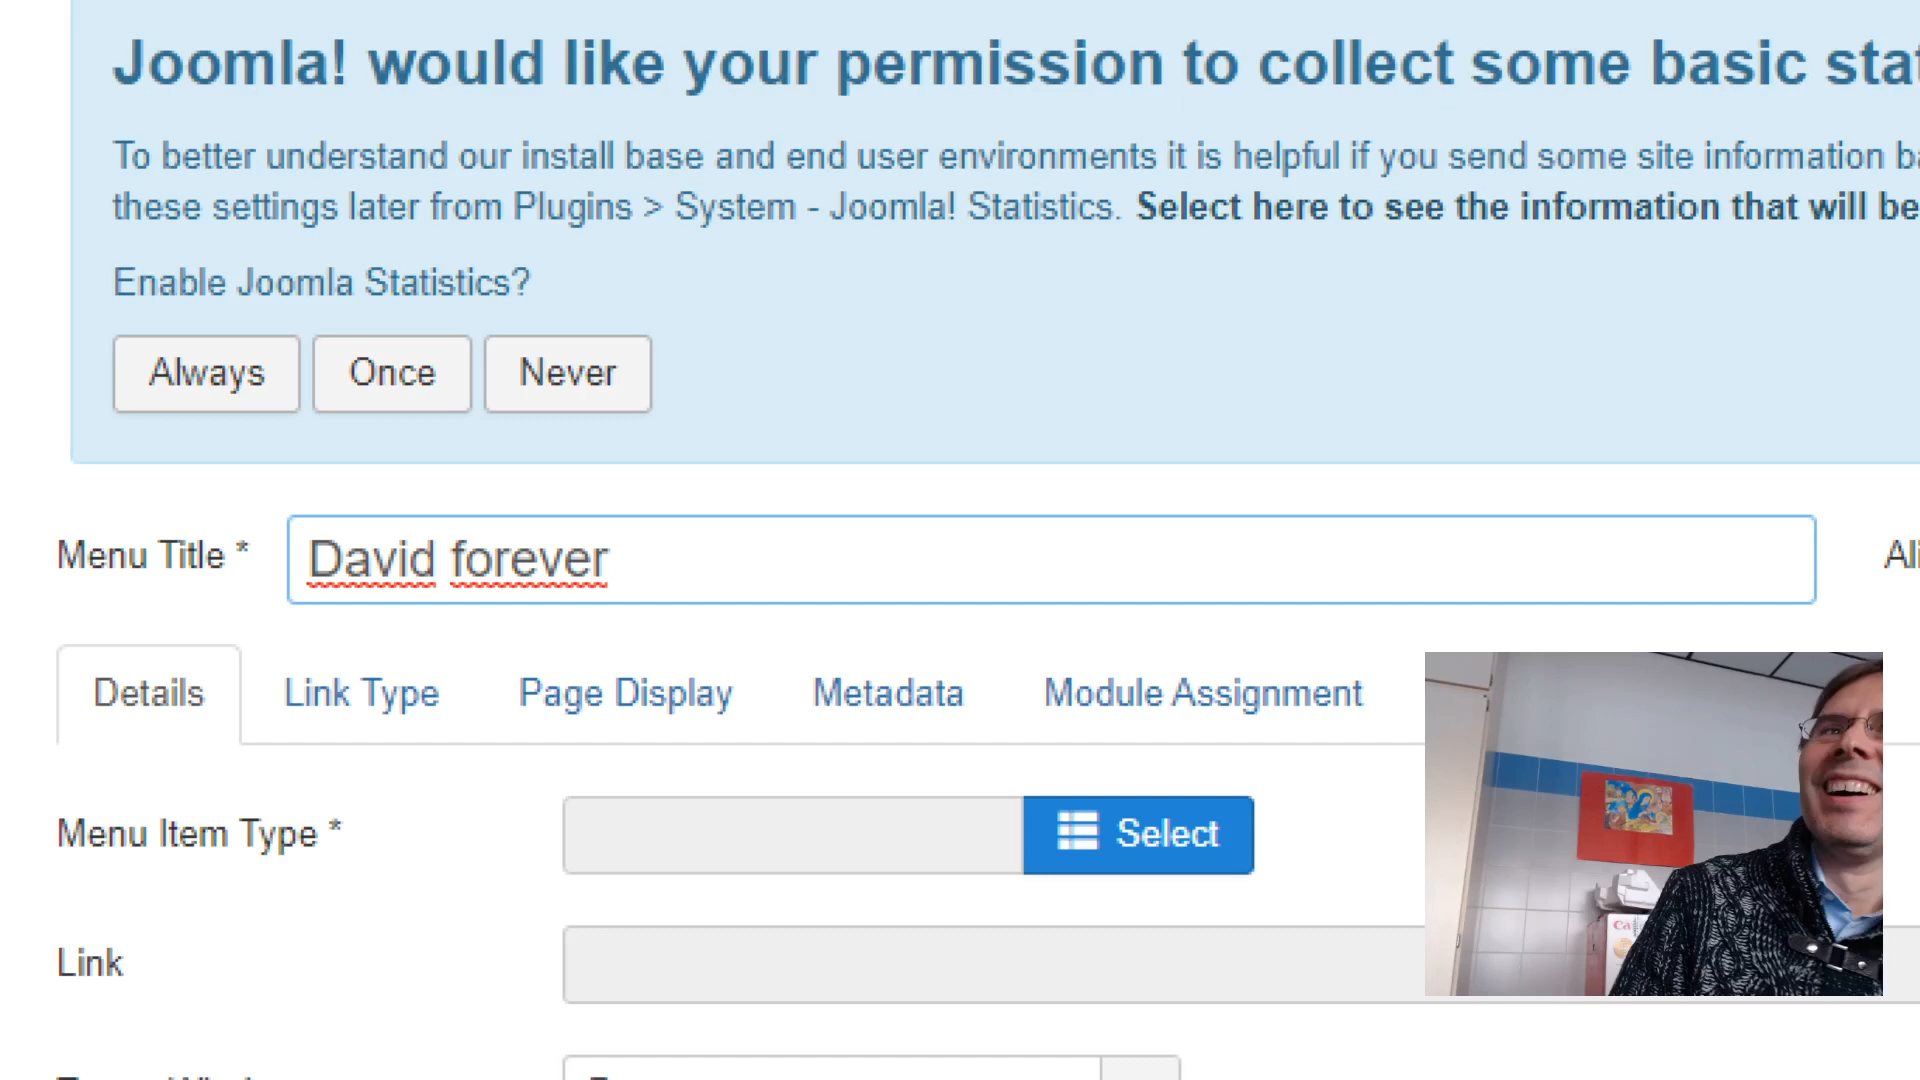 Joomla! would like your permission to collect some basic stat
To better understand our install base and end user environments it is helpful if you send some site information ba
these settings later from Plugins > System - Joomla! Statistics. Select here to see the information that will be
Enable Joomla Statistics?
Always Once Never
Menu Title * David forever Ali
Details Link Type Page Display Metadata Module Assignment
Menu Item Type * Select
Link